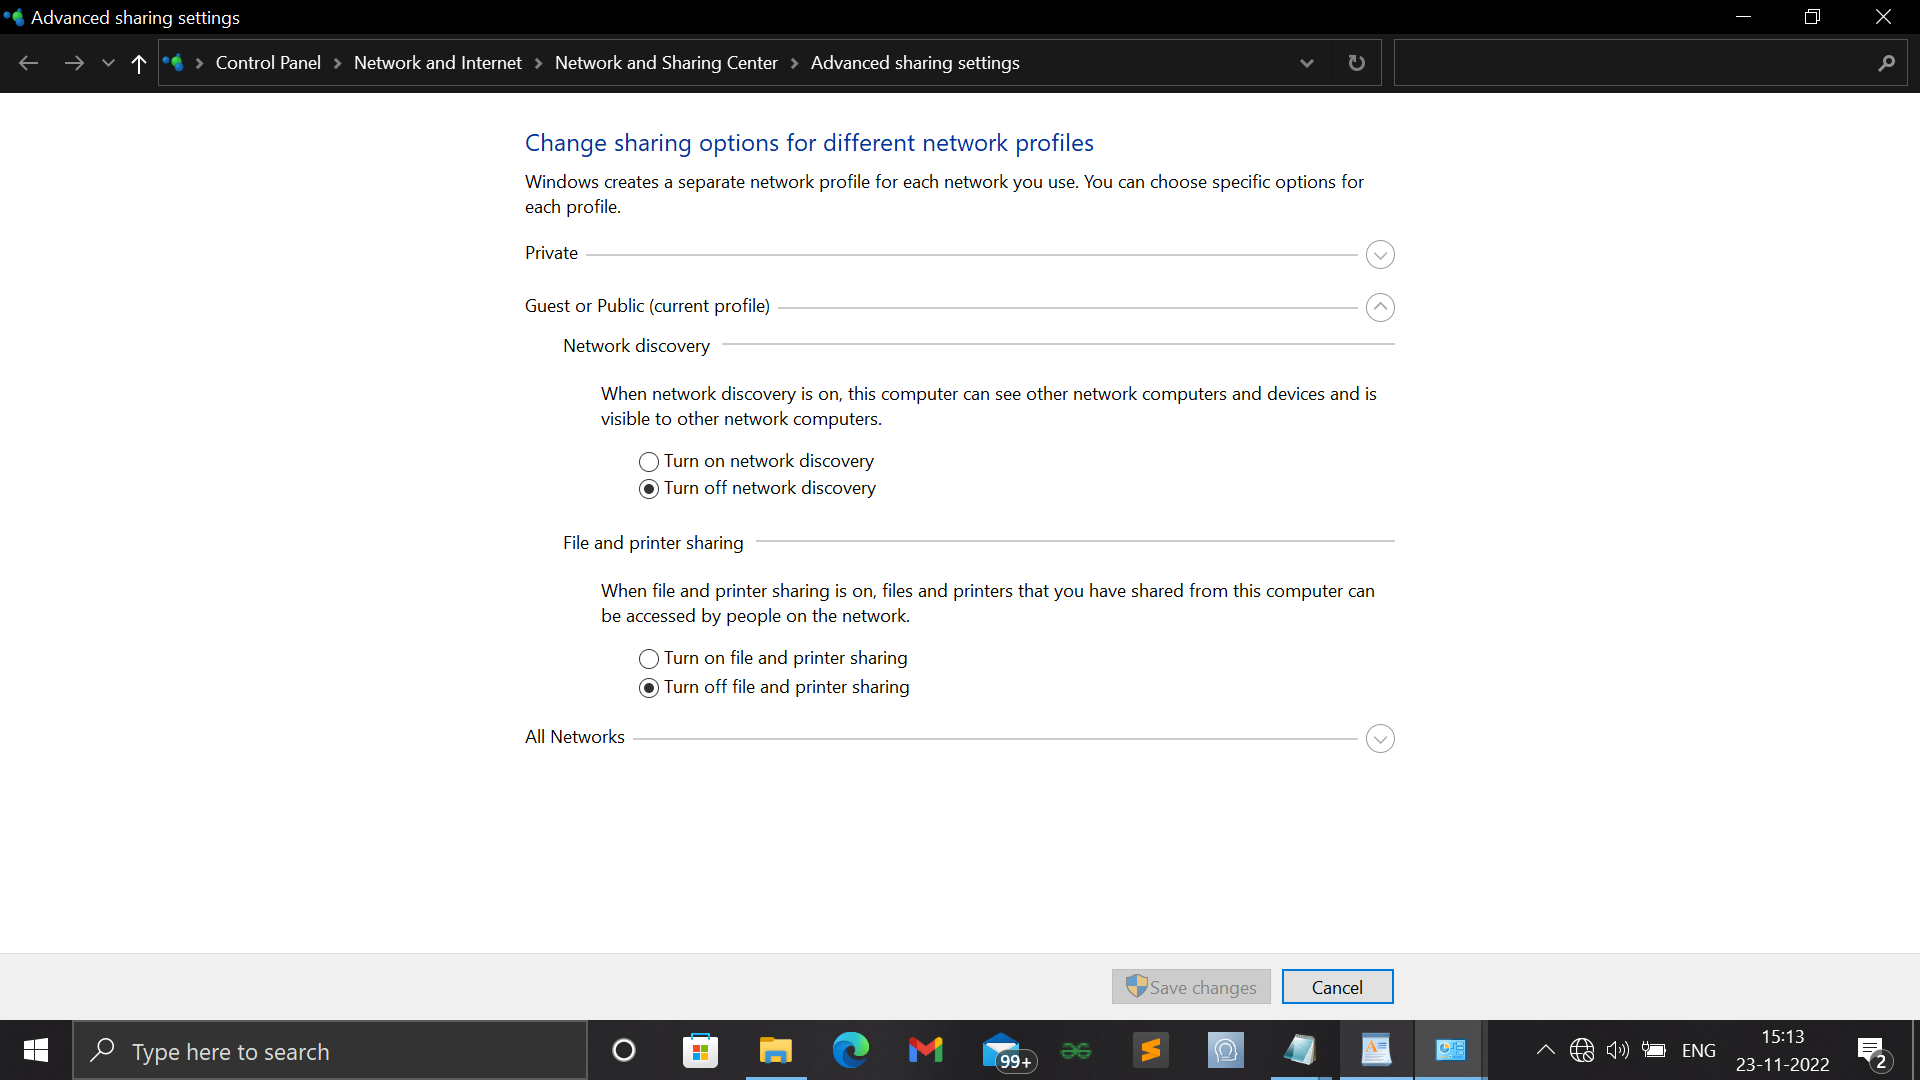 Advanced sharing settings
Control Panel > Network and Internet > Network and Sharing Center > Advanced sharing settings
Change sharing options for different network profiles
Windows creates a separate network profile for each network you use. You can choose specific options for
each profile.
Private
Guest or Public (current profile)
Network discovery
When network discovery is on, this computer can see other network computers and devices and is
visible to other network computers.
Turn on network discovery
Turn off network discovery
File and printer sharing
When file and printer sharing is on, files and printers that you have shared from this computer can
be accessed by people on the network.
Turn on file and printer sharing
Turn off file and printer sharing
All Networks
Save changes
Cancel
Type here to search
99+
ENG
15:13
23-11-2022
2